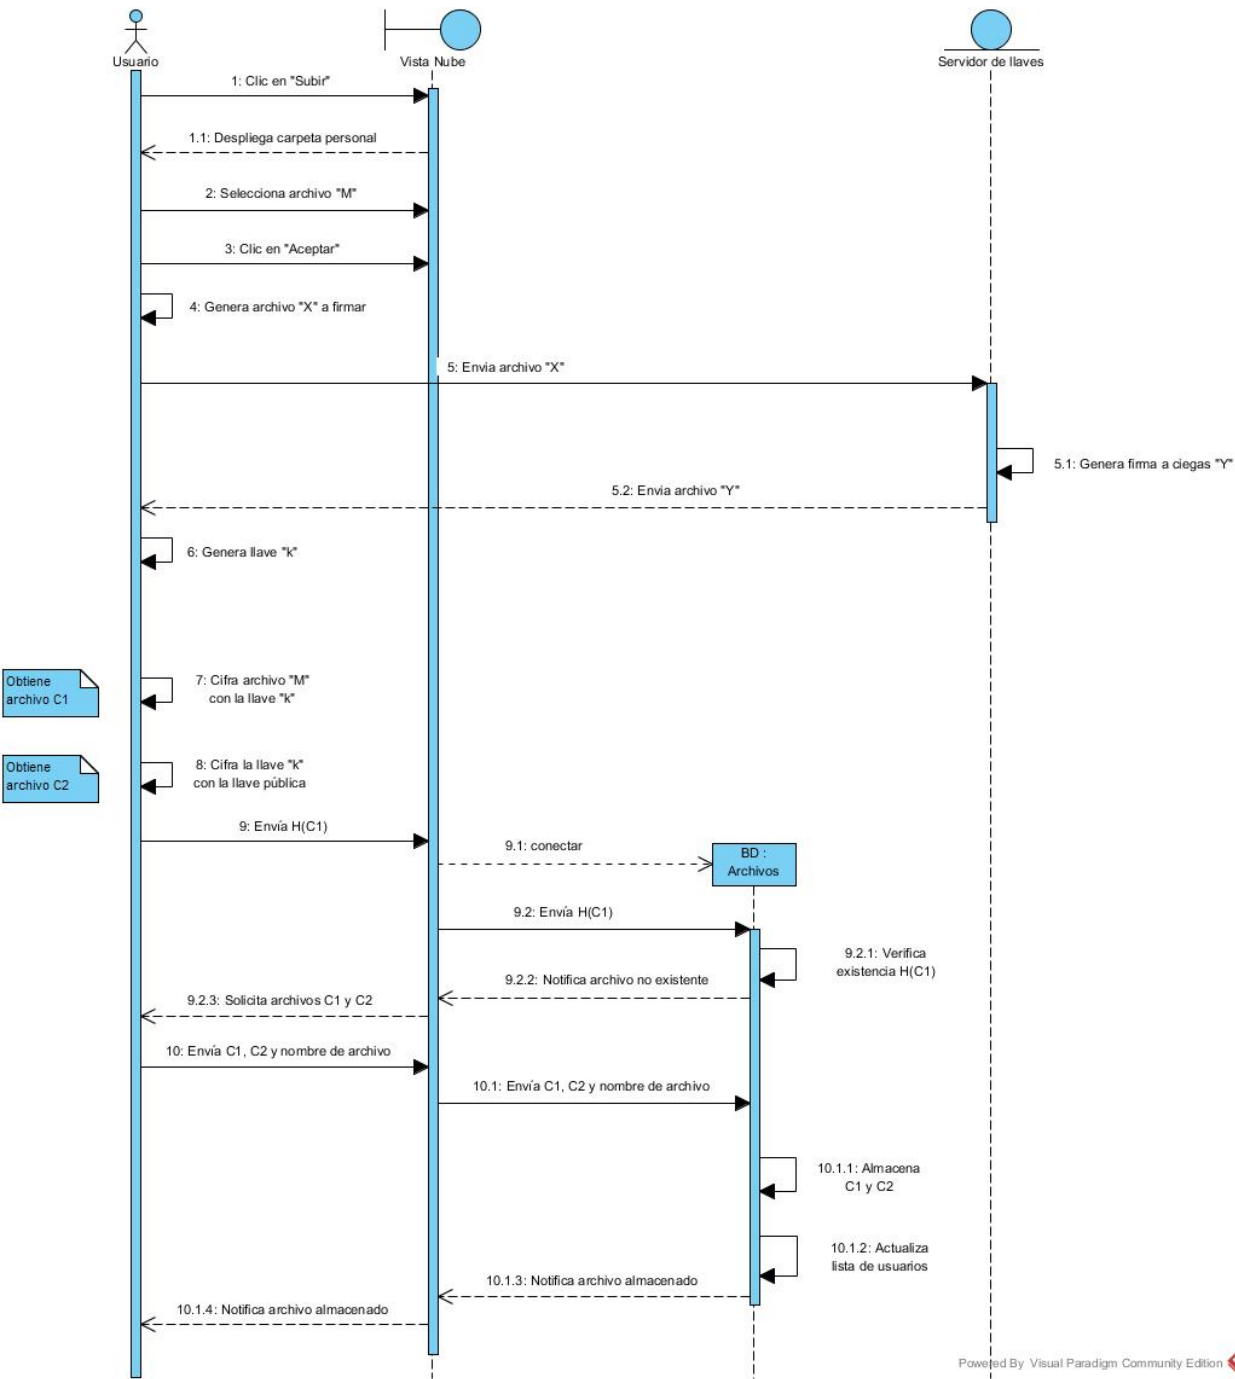 Usuario
Vista Nube
Servidor de llaves
1: Clic en "Subir"
1.1: Despliega carpeta personal
2: Selecciona archivo "M"
3: Clic en "Aceptar"
4: Genera archivo "X" a firmar
5: Envia archivo "X"
5.1: Genera firma a ciegas "Y"
5.2: Envia archivo "Y"
6: Genera llave "k"
Obtiene
archivo C1
7: Cifra archivo "M"
con la llave "k"
Obtiene
archivo C2
8: Cifra la llave "k"
con la llave pública
9: Envía H(C1)
9.1: conectar
BD :
Archivos
9.2: Envía H(C1)
9.2.1: Verifica
existencia H(C1)
9.2.2: Notifica archivo no existente
9.2.3: Solicita archivos C1 y C2
10: Envía C1, C2 y nombre de archivo
10.1: Envía C1, C2 y nombre de archivo
10.1.1: Almacena
C1 y C2
10.1.2: Actualiza
lista de usuarios
10.1.3: Notifica archivo almacenado
10.1.4: Notifica archivo almacenado
Powered By Visual Paradigm Community Edition